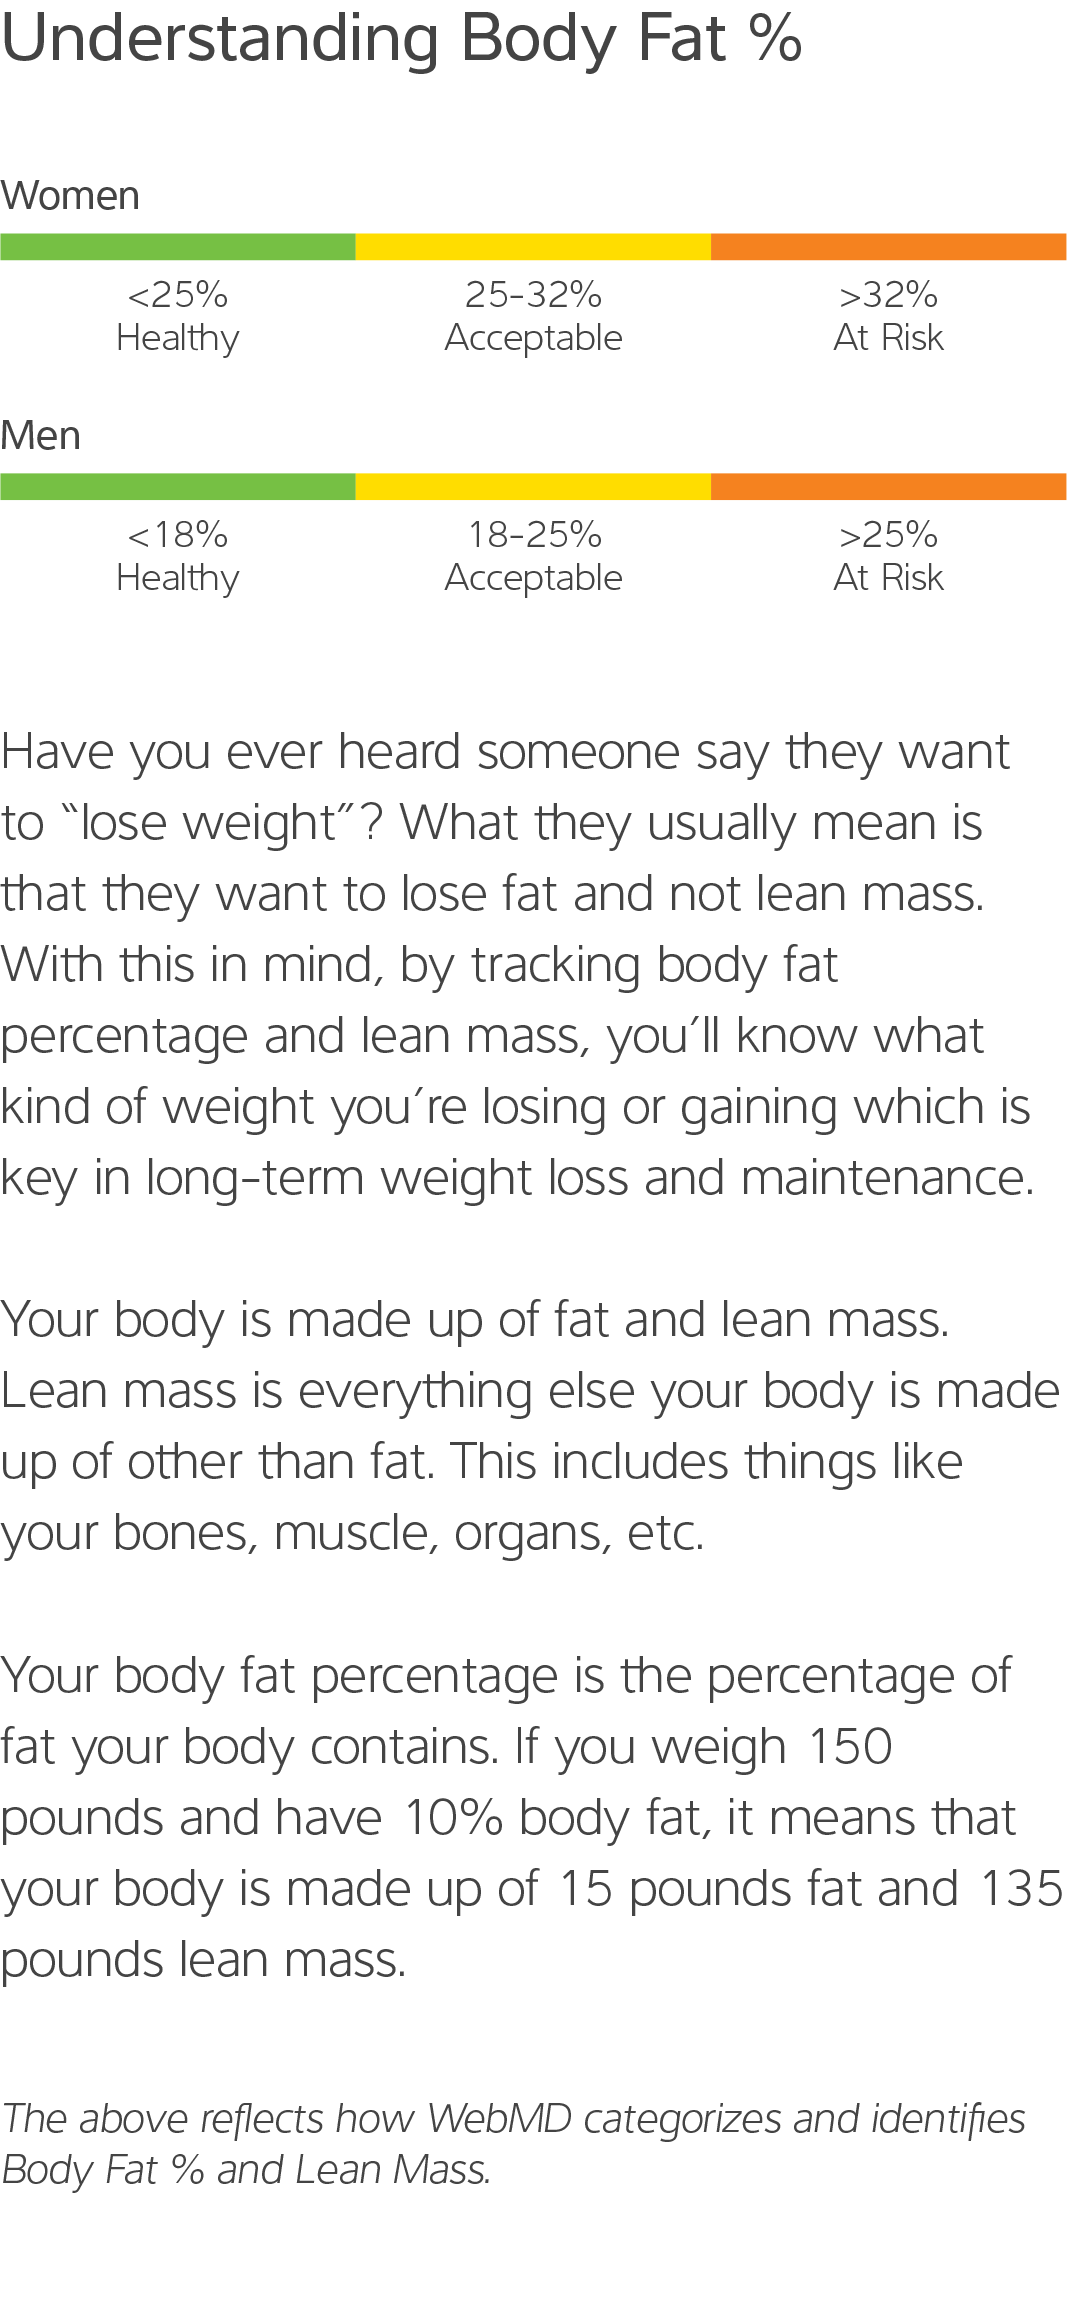 Understanding Body Fat %
Women
<25% 25-32% >32%
Healthy Acceptable At Risk
Men
<18% 18-25% >25%
Healthy Acceptable At Risk
Have you ever heard someone say they want
to “lose weight”? What they usually mean is
that they want to lose fat and not lean mass.
With this in mind, by tracking body fat
percentage and lean mass, you’ll know what
kind of weight you’re losing or gaining which is
key in long-term weight loss and maintenance.
Your body is made up of fat and lean mass.
Lean mass is everything else your body is made
up of other than fat. This includes things like
your bones, muscle, organs, etc.
Your body fat percentage is the percentage of
fat your body contains. If you weigh 150
pounds and have 10% body fat, it means that
your body is made up of 15 pounds fat and 135
pounds lean mass.
The above reflects how WebMD categorizes and identifies
Body Fat % and Lean Mass.